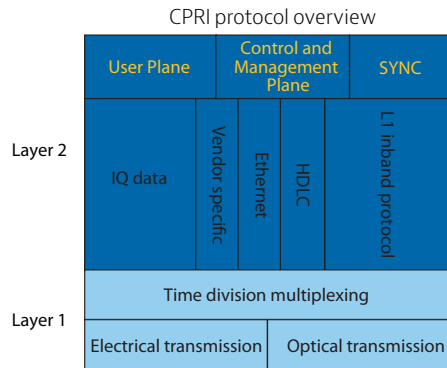 CPRI protocol overview
User Plane
Control and
Management
Plane
SYNC
Layer 2
IQ data
Vendor specific
Ethernet
HDLC
L1 inband protocol
Time division multiplexing
Layer 1
Electrical transmission
Optical transmission